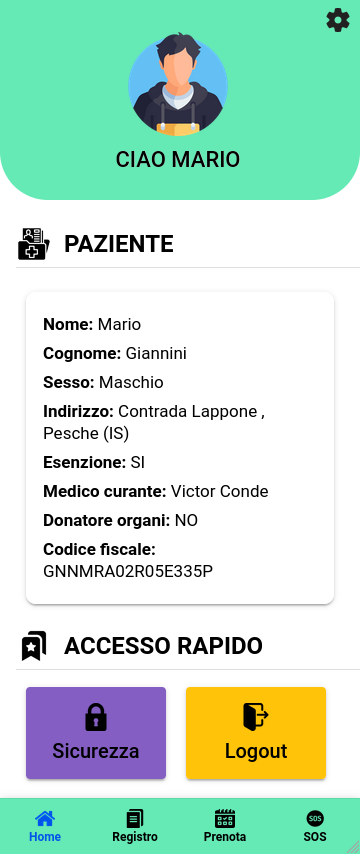 CIAO MARIO
PAZIENTE
Nome: Mario
Cognome: Giannini
Sesso: Maschio
Indirizzo: Contrada Lappone ,
Pesche (IS)
Esenzione: SI
Medico curante: Victor Conde
Donatore organi: NO
Codice fiscale:
GNNMRA02R05E335P
ACCESSO RAPIDO
Sicurezza
Logout
Home
Registro
Prenota
SOS
SOS